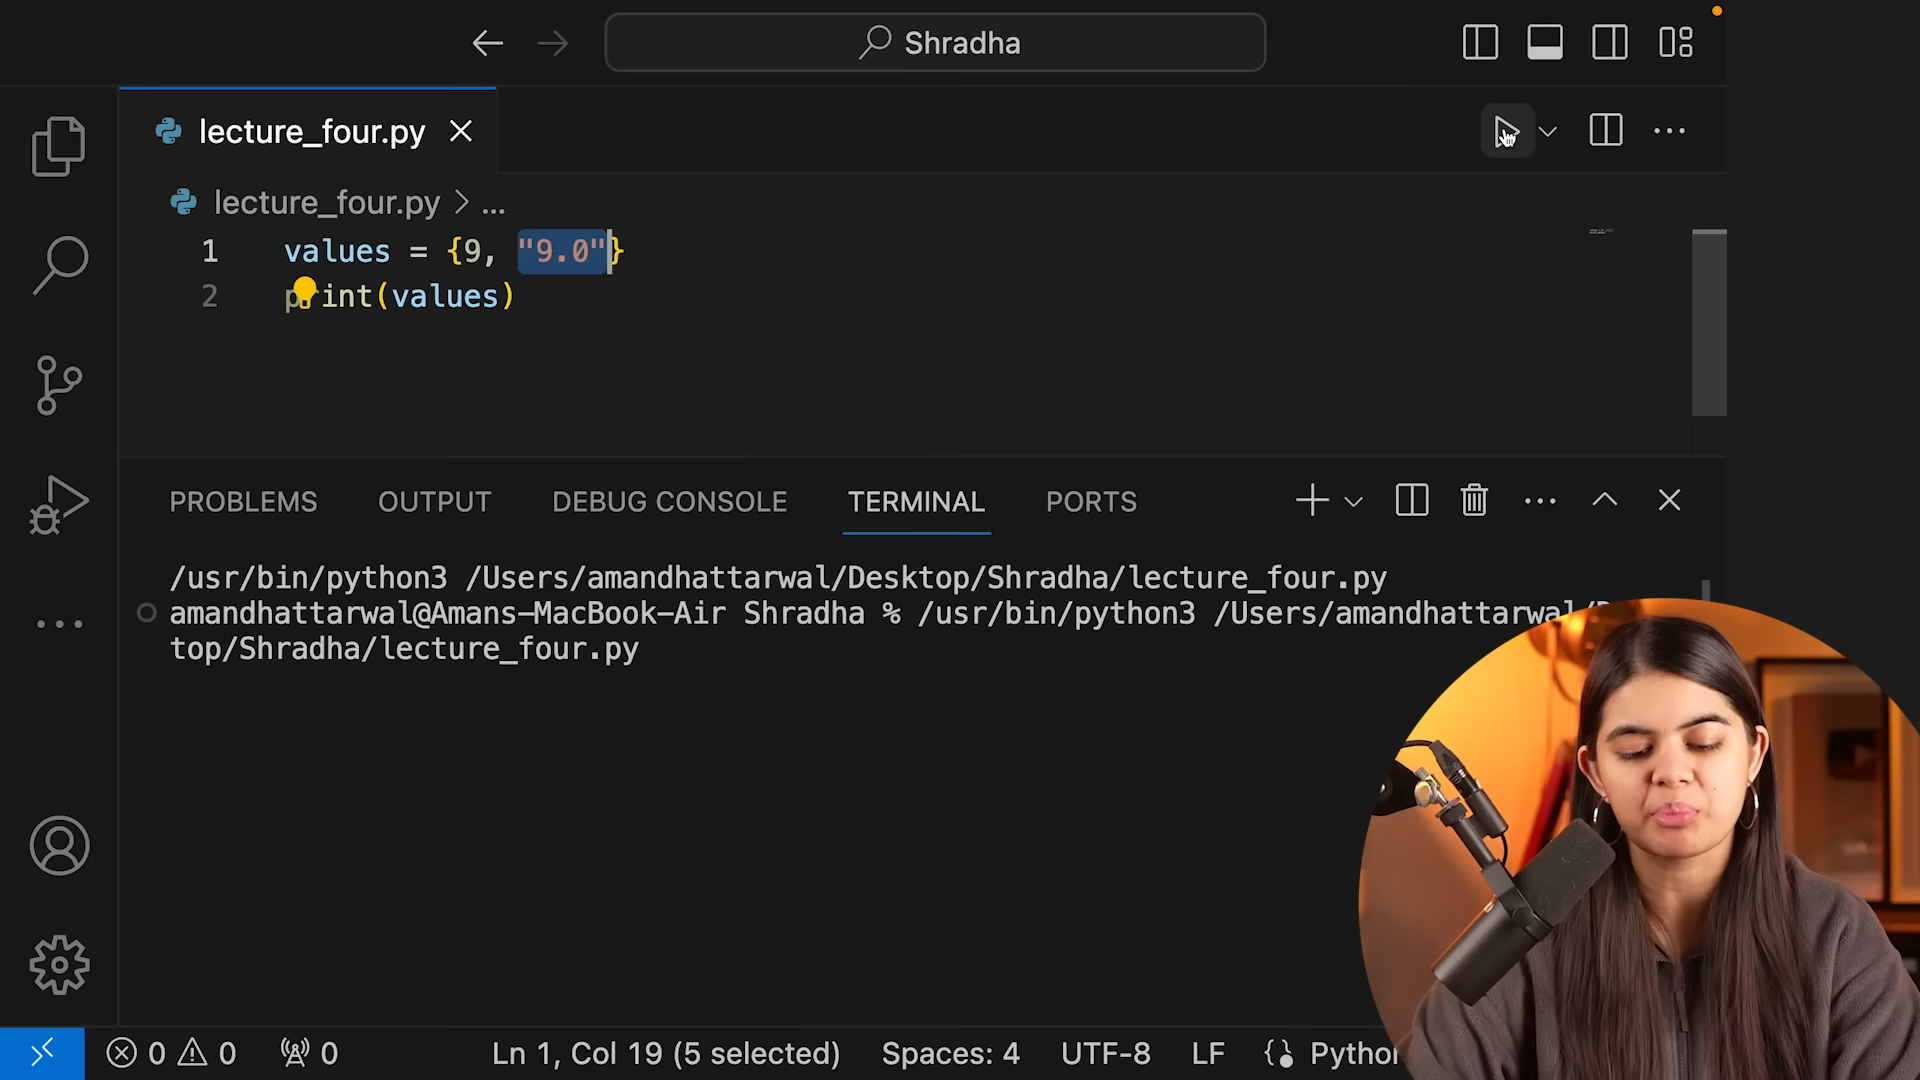 Shradha
lecture_four.py
lecture_four.py > ...
1 values = {9, "9.0"}
2 print(values)
PROBLEMS OUTPUT DEBUG CONSOLE TERMINAL PORTS
/usr/bin/python3 /Users/amandhattarwal/Desktop/Shradha/lecture_four.py
amandhattarwal@Amans-MacBook-Air Shradha % /usr/bin/python3 /Users/amandhattarwal/
top/Shradha/lecture_four.py
0 0 0 Ln 1, Col 19 (5 selected) Spaces: 4 UTF-8 LF